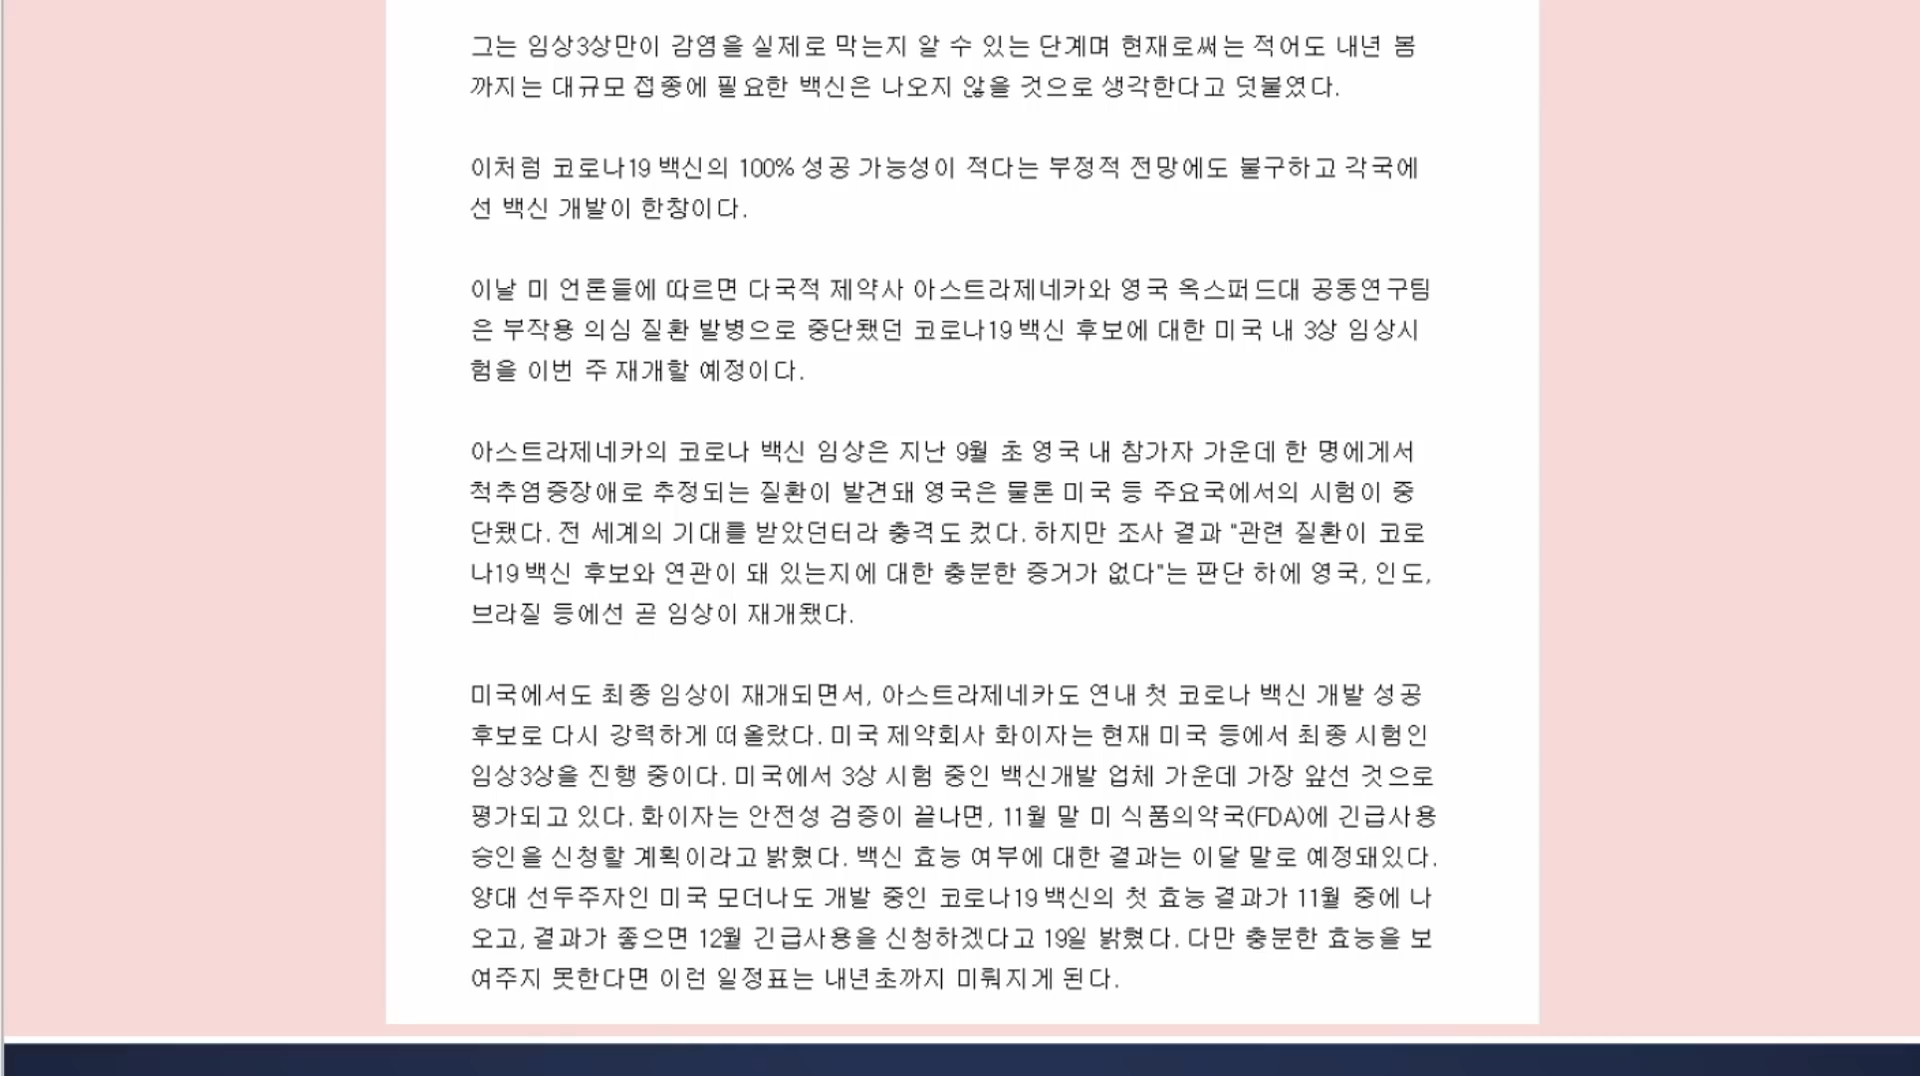 그는 임상3상만이 감염을 실제로 막는지 알 수 있는 단계며 현재로써는 적어도 내년 봄
까지는 대규모 접종에 필요한 백신은 나오지 않을 것으로 생각한다고 덧붙였다.
이처럼 코로나19 백신의 100% 성공 가능성이 적다는 부정적 전망에도 불구하고 각국에
선 백신 개발이 한창이다.
이날 미 언론들에 따르면 다국적 제약사 아스트라제네카와 영국 옥스퍼드대 공동연구팀
은 부작용 의심 질환 발병으로 중단됐던 코로나19 백신 후보에 대한 미국 내 3상 임상시
험을 이번 주 재개할 예정이다.
아스트라제네카의 코로나 백신 임상은 지난 9월 초 영국 내 참가자 가운데 한 명에게서
척추염증장애로 추정되는 질환이 발견돼 영국은 물론 미국 등 주요국에서의 시험이 중
단됐다. 전 세계의 기대를 받았던터라 충격도 컸다. 하지만 조사 결과 "관련 질환이 코로
나19 백신 후보와 연관이 돼 있는지에 대한 충분한 증거가 없다"는 판단 하에 영국, 인도,
브라질 등에선 곧 임상이 재개됐다.
미국에서도 최종 임상이 재개되면서, 아스트라제네카도 연내 첫 코로나 백신 개발 성공
후보로 다시 강력하게 떠올랐다. 미국 제약회사 화이자는 현재 미국 등에서 최종 시험인
임상3상을 진행 중이다. 미국에서 3상 시험 중인 백신개발 업체 가운데 가장 앞선 것으로
평가되고 있다. 화이자는 안전성 검증이 끝나면, 11월 말 미 식품의약국(FDA)에 긴급사용
승인을 신청할 계획이라고 밝혔다. 백신 효능 여부에 대한 결과는 이달 말로 예정돼있다.
양대 선두주자인 미국 모더나도 개발 중인 코로나19 백신의 첫 효능 결과가 11월 중에 나
오고, 결과가 좋으면 12월 긴급사용을 신청하겠다고 19일 밝혔다. 다만 충분한 효능을 보
여주지 못한다면 이런 일정표는 내년초까지 미뤄지게 된다.